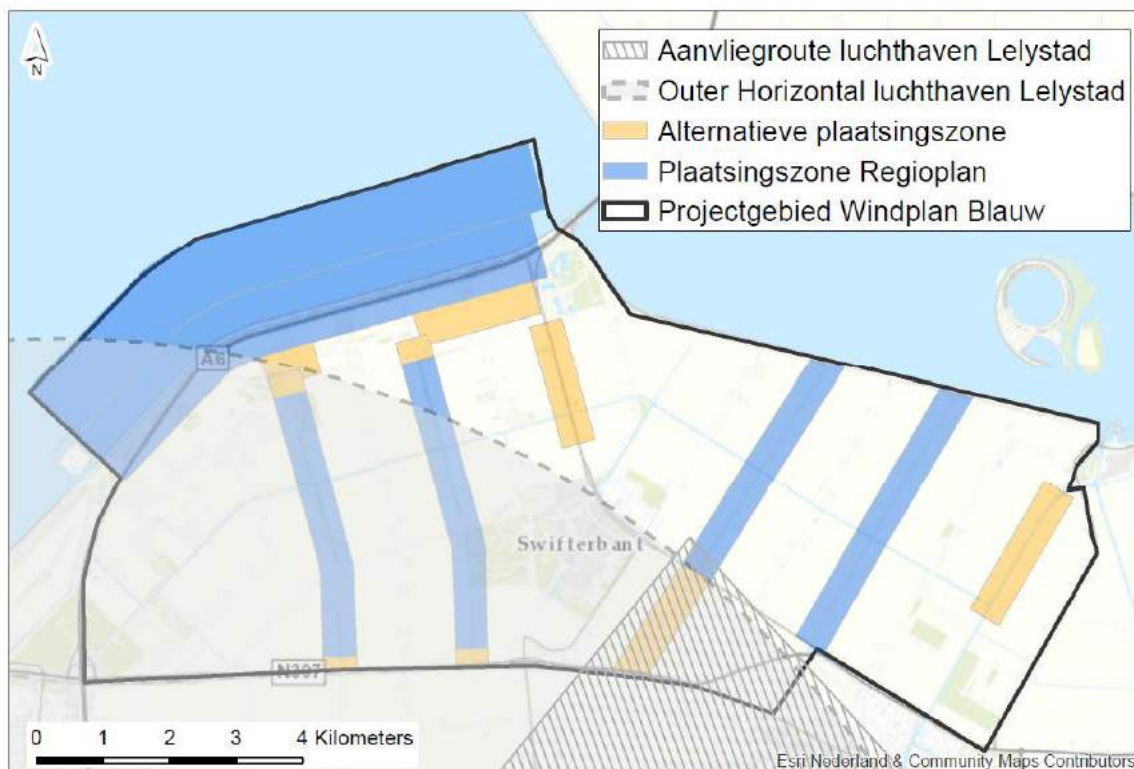 N
Aanvliegroute luchthaven Lelystad
Outer Horizontal luchthaven Lelystad
Alternatieve plaatsingszone
Plaatsingszone Regioplan
Projectgebied Windplan Blauw
A6
Swifterbant
N307
0 1 2 3 4 Kilometers
Esri Nederland & Community Maps Contributors